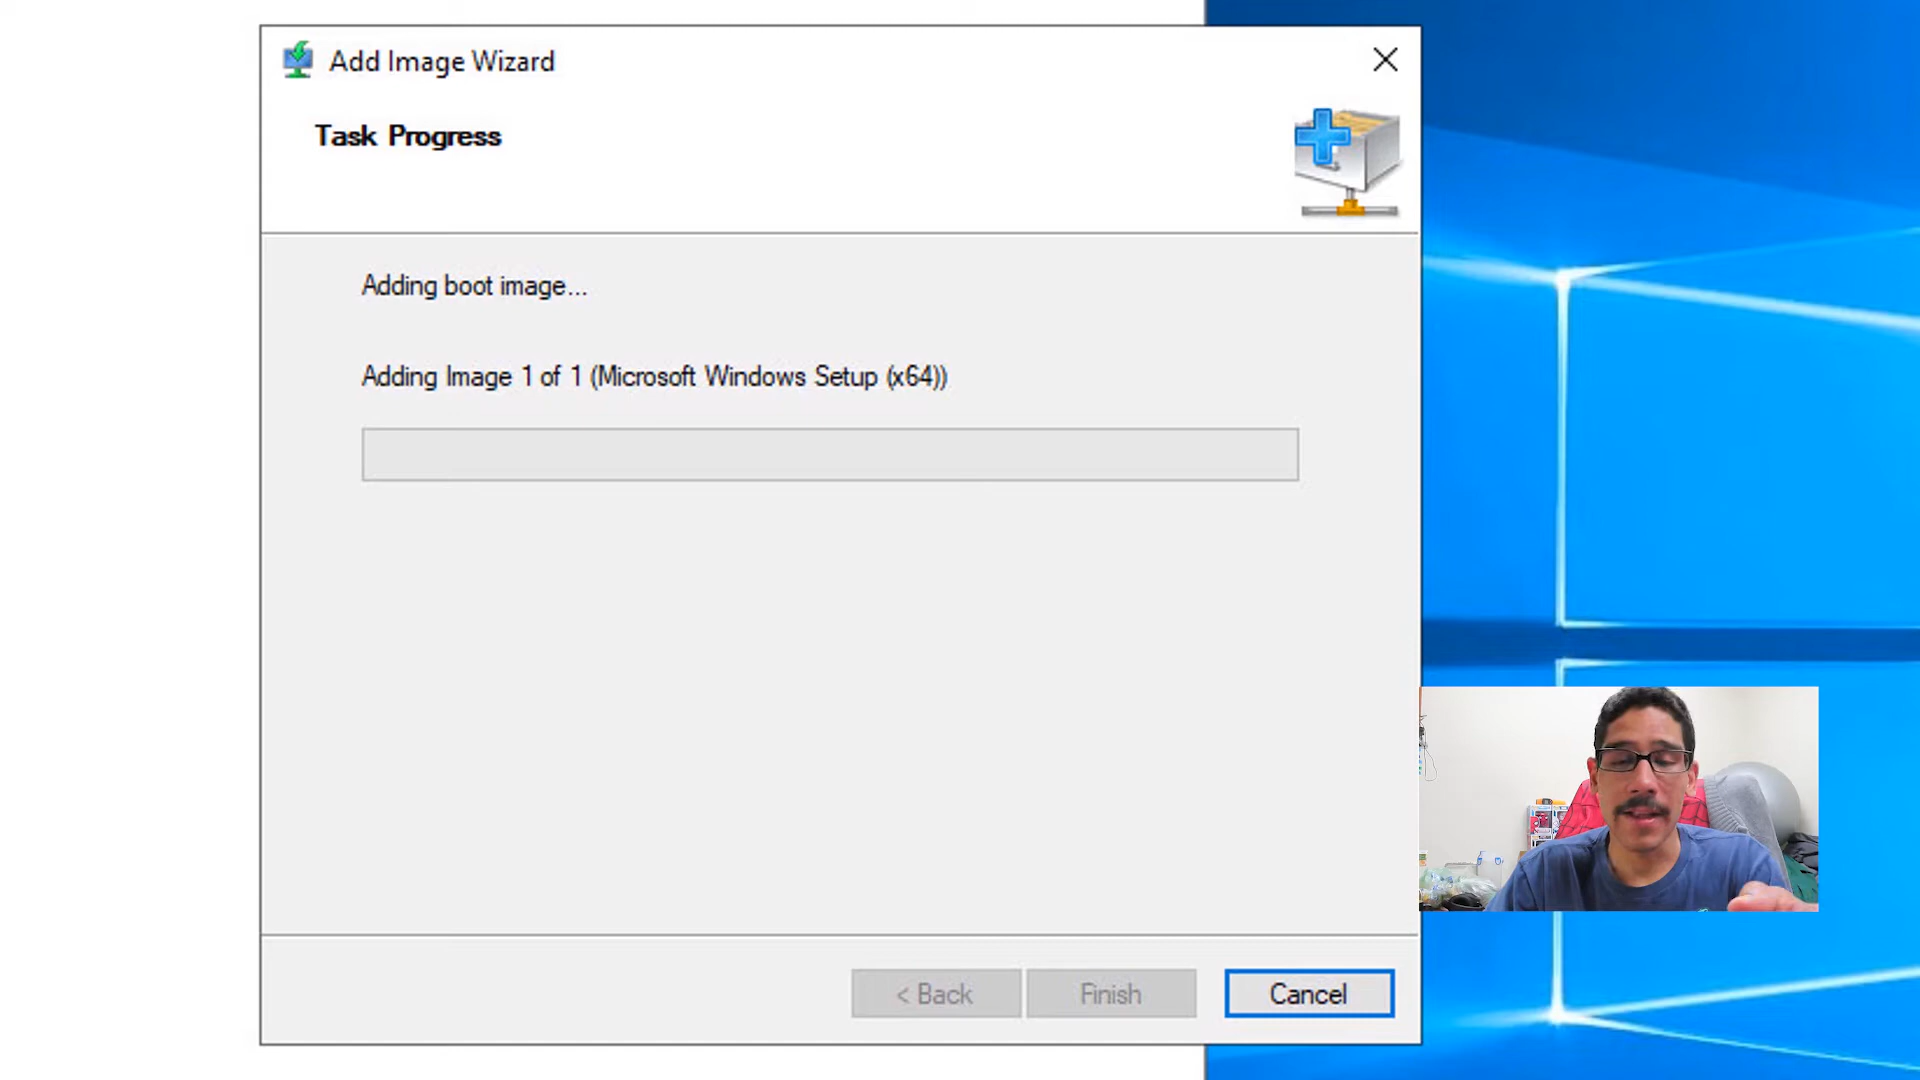 Add Image Wizard
Task Progress
Adding boot image...
Adding Image 1 of 1 (Microsoft Windows Setup (x64))
< Back
Finish
Cancel